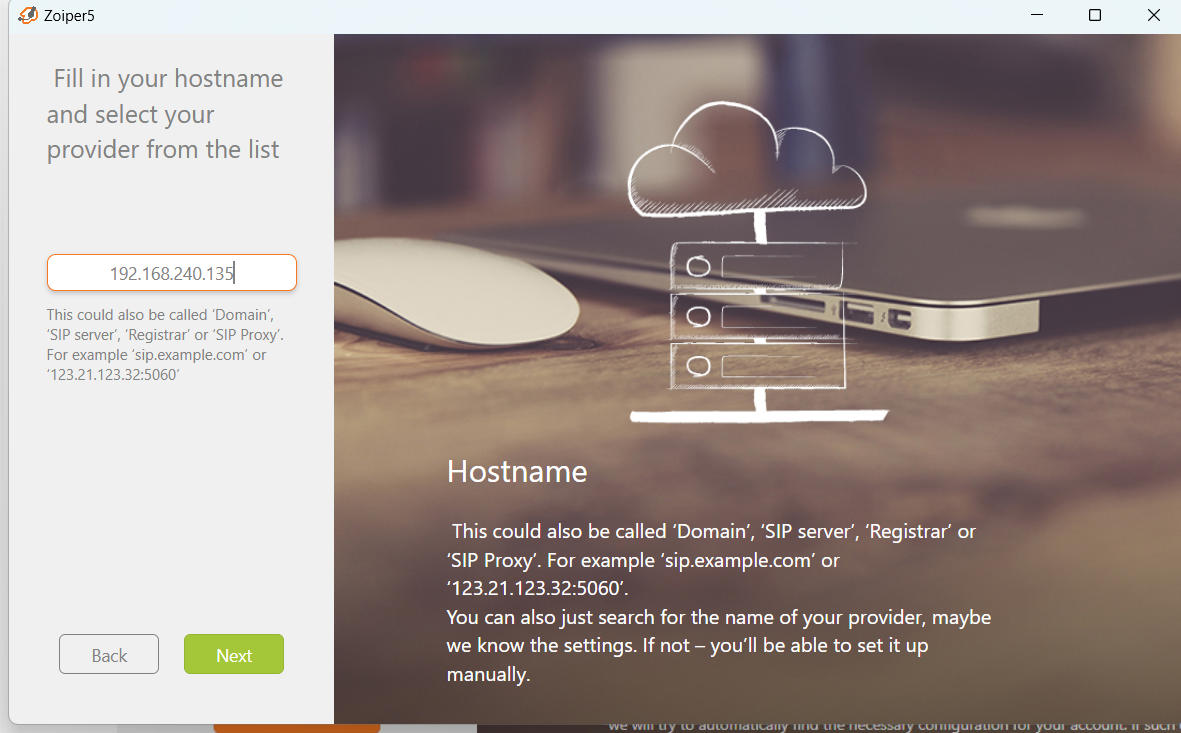 Zoiper5
Fill in your hostname
and select your
provider from the list
192.168.240.135
This could also be called ‘Domain’,
‘SIP server’, ‘Registrar’ or ‘SIP Proxy’.
For example ‘sip.example.com’ or
‘123.21.123.32:5060’
Back
Next
Hostname
This could also be called ‘Domain’, ‘SIP server’, ‘Registrar’ or
‘SIP Proxy’. For example ‘sip.example.com’ or
‘123.21.123.32:5060’.
You can also just search for the name of your provider, maybe
we know the settings. If not – you’ll be able to set it up
manually.
we will try to automatically find the necessary configuration for your account. If such